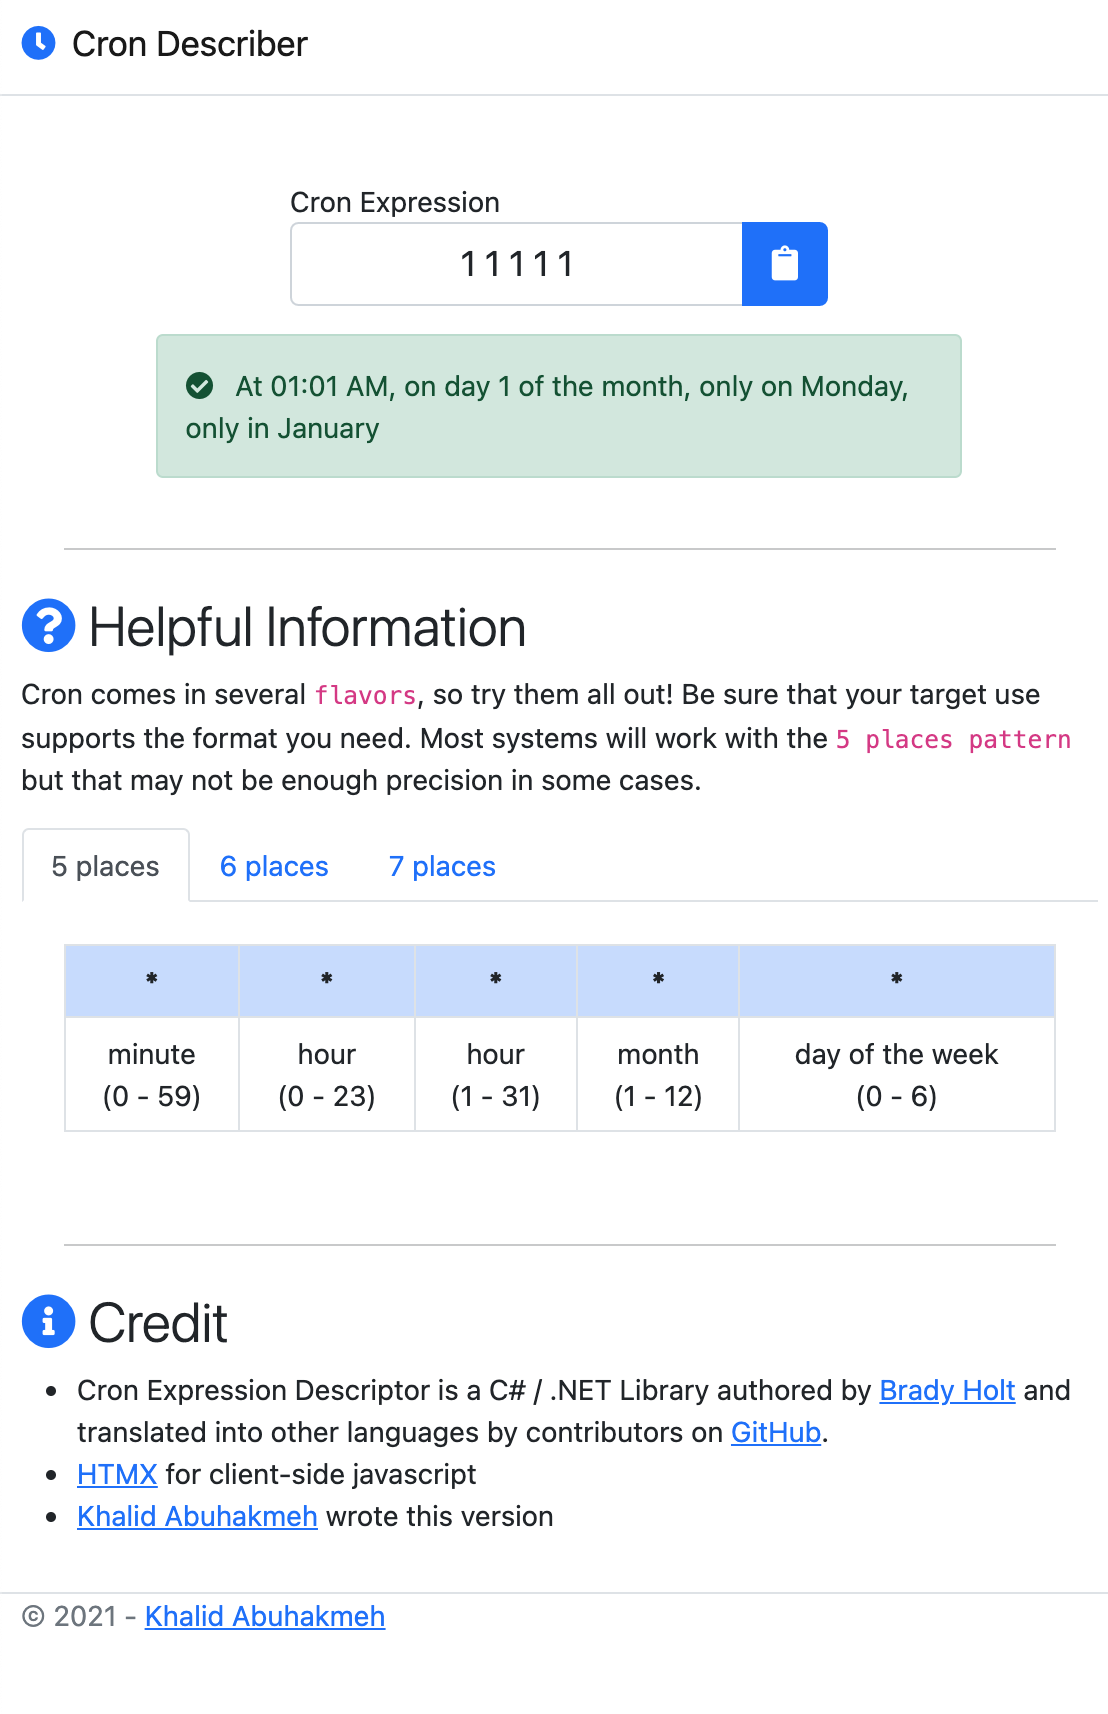 Cron Describer
Cron Expression
1 1 1 1 1
At 01:01 AM, on day 1 of the month, only on Monday,
only in January
Helpful Information
Cron comes in several flavors, so try them all out! Be sure that your target use
supports the format you need. Most systems will work with the 5 places pattern
but that may not be enough precision in some cases.
5 places 6 places 7 places
* * * * *
minute hour hour month day of the week
(0 - 59) (0 - 23) (1 - 31) (1 - 12) (0 - 6)
Credit
• Cron Expression Descriptor is a C# / .NET Library authored by Brady Holt and
translated into other languages by contributors on GitHub.
• HTMX for client-side javascript
• Khalid Abuhakmeh wrote this version
© 2021 - Khalid Abuhakmeh